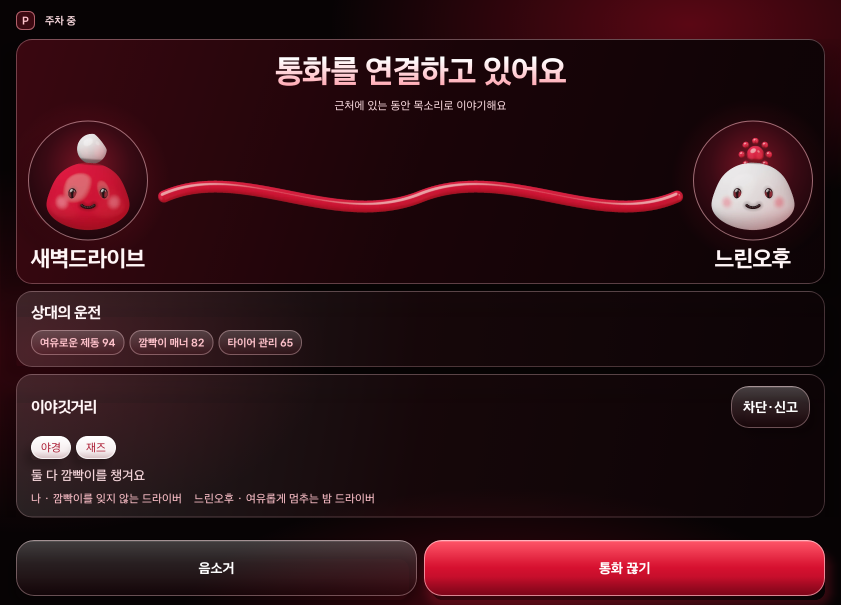 P 주차 중
통화를 연결하고 있어요
근처에 있는 동안 목소리로 이야기해요
새벽드라이브
느린오후
상대의 운전
여유로운 제동 94 깜빡이 매너 82 타이어 관리 65
이야깃거리
차단·신고
야경 재즈
둘 다 깜빡이를 챙겨요
나 · 깜빡이를 잊지 않는 드라이버 느린오후 · 여유롭게 멈추는 밤 드라이버
음소거
통화 끊기